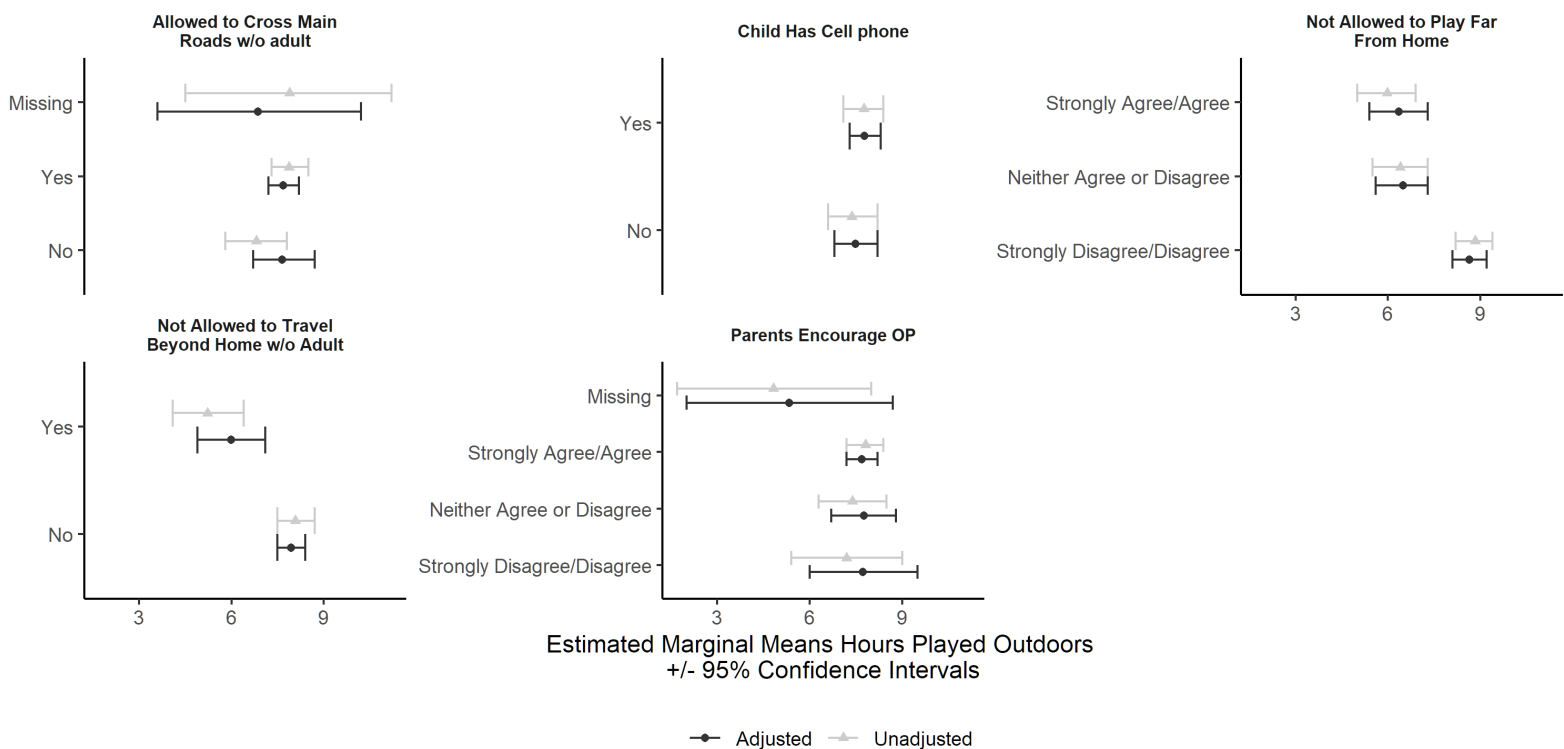 Allowed to Cross Main
Roads w/o adult
Missing
Yes
No
Child Has Cell phone
Yes
No
Not Allowed to Play Far
From Home
Strongly Agree/Agree
Neither Agree or Disagree
Strongly Disagree/Disagree
3 6 9
Not Allowed to Travel
Beyond Home w/o Adult
Yes
No
3 6 9
Parents Encourage OP
Missing
Strongly Agree/Agree
Neither Agree or Disagree
Strongly Disagree/Disagree
3 6 9
Estimated Marginal Means Hours Played Outdoors
+/- 95% Confidence Intervals
Adjusted Unadjusted